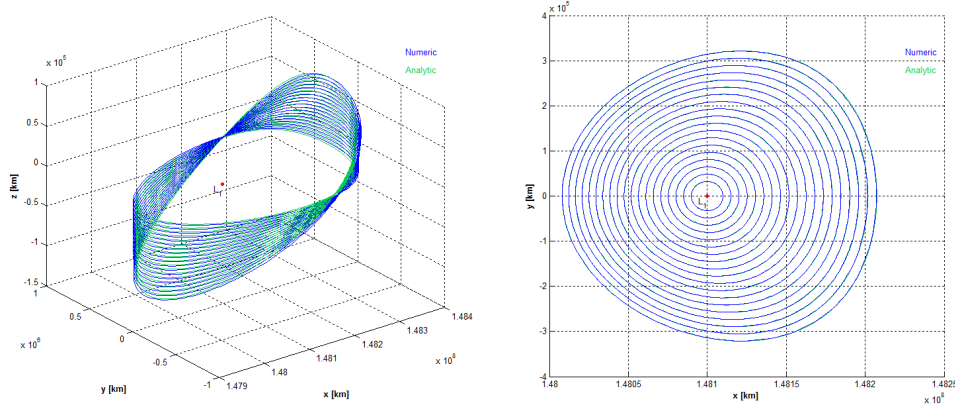 x 10^5
1
0.5
0
-0.5
-1
-1.5
z [km]
1
0.5
0
-0.5
-1
x 10^6
y [km]
1.479
1.48
1.481
1.482
1.483
1.484
x 10^8
x [km]
Numeric
Analytic
L1
x 10^5
4
3
2
1
0
-1
-2
-3
-4
y [km]
Numeric
Analytic
L1
1.48
1.4805
1.481
1.4815
1.482
1.4825
x [km]
x 10^8